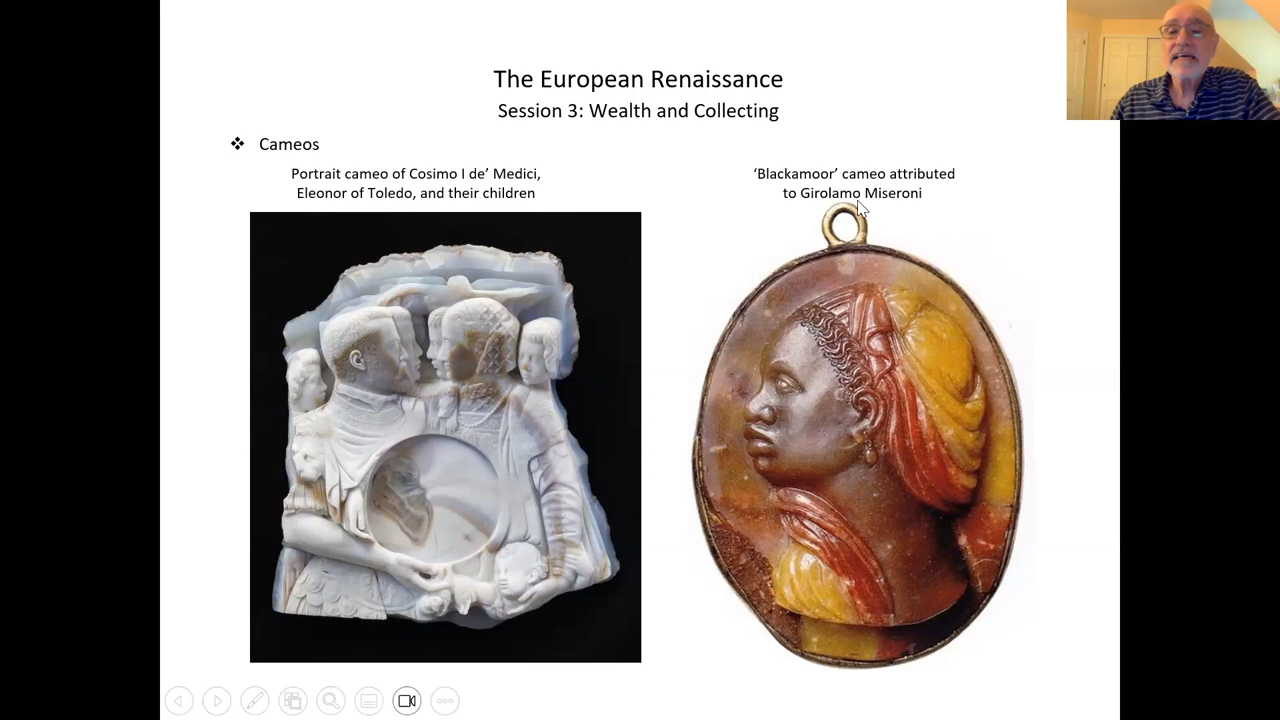 The European Renaissance
Session 3: Wealth and Collecting
❖ Cameos
Portrait cameo of Cosimo I de’ Medici,
Eleonor of Toledo, and their children
‘Blackamoor’ cameo attributed
to Girolamo Miseroni